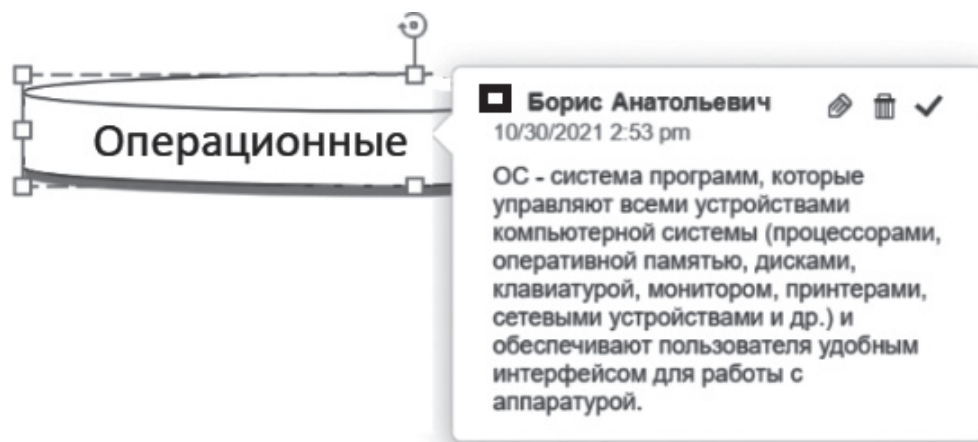 Операционные
Борис Анатольевич
10/30/2021 2:53 pm
ОС - система программ, которые
управляют всеми устройствами
компьютерной системы (процессорами,
оперативной памятью, дисками,
клавиатурой, монитором, принтерами,
сетевыми устройствами и др.) и
обеспечивают пользователя удобным
интерфейсом для работы с
аппаратурой.